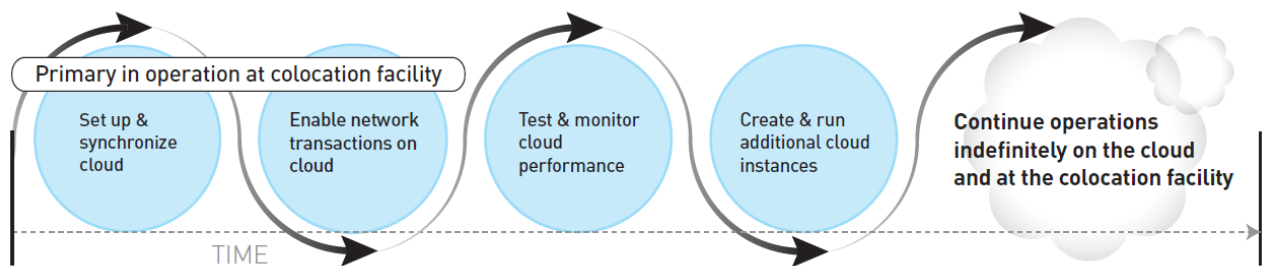 Primary in operation at colocation facility
Set up &
synchronize
cloud
Enable network
transactions on
cloud
Test & monitor
cloud
performance
Create & run
additional cloud
instances
Continue operations
indefinitely on the cloud
and at the colocation facility
TIME